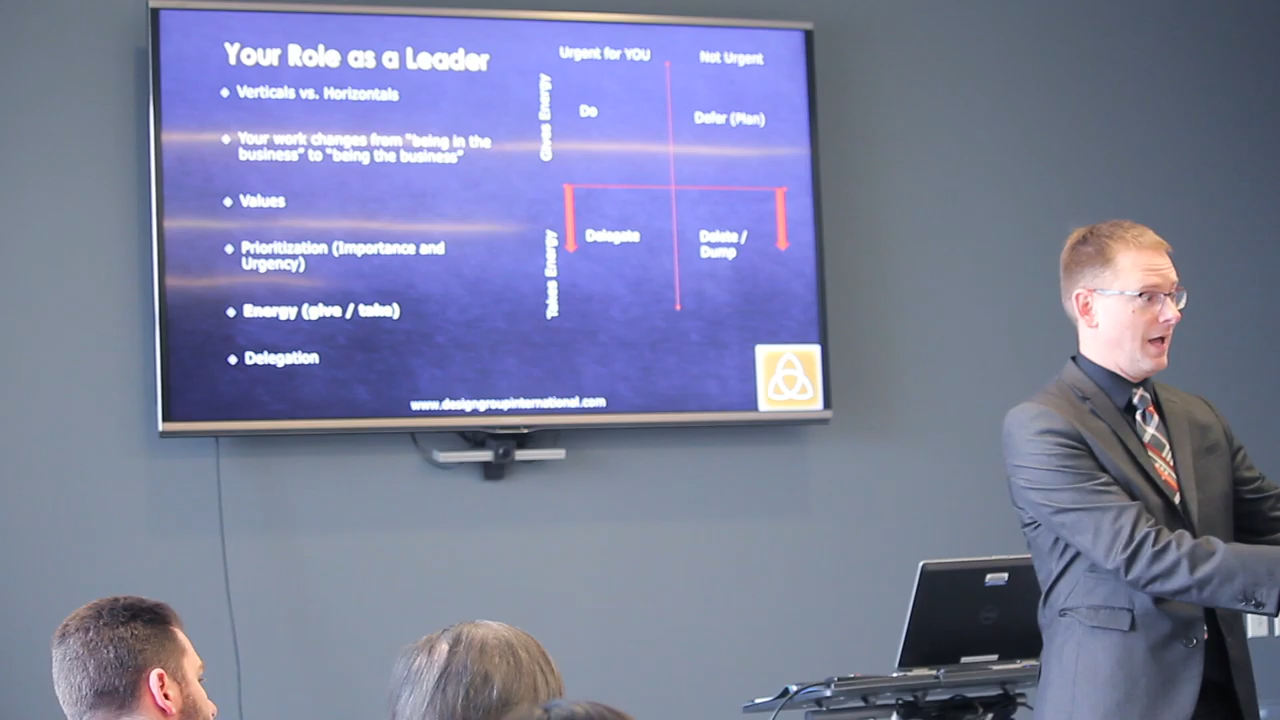 Your Role as a Leader
Verticals vs. Horizontals
Your work changes from "being in the
business" to "being the business"
Values
Prioritization (Importance and
Urgency)
Energy (give / take)
Delegation
Urgent for YOU
Not Urgent
Gives Energy
Do
Defer (Plan)
Takes Energy
Delegate
Delete /
Dump
www.designgroupinternational.com